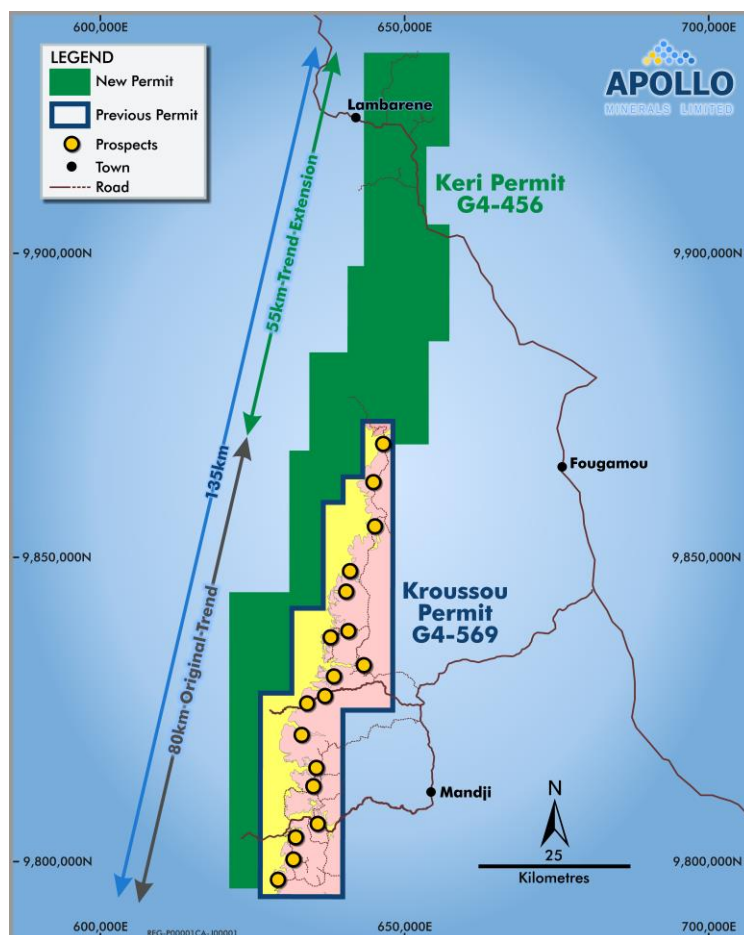 600,000E
650,000E
700,000E
LEGEND
New Permit
Previous Permit
Prospects
Town
Road
APOLLO
MINERALS LIMITED
Lambarene
Keri Permit
G4-456
9,900,000N
9,900,000N
55km Trend Extension
135km
Fougamou
9,850,000N
9,850,000N
Kroussou
Permit
G4-569
80km Original Trend
Mandji
N
25
Kilometres
9,800,000N
9,800,000N
600,000E
REG-P00001CA-J00001
650,000E
700,000E